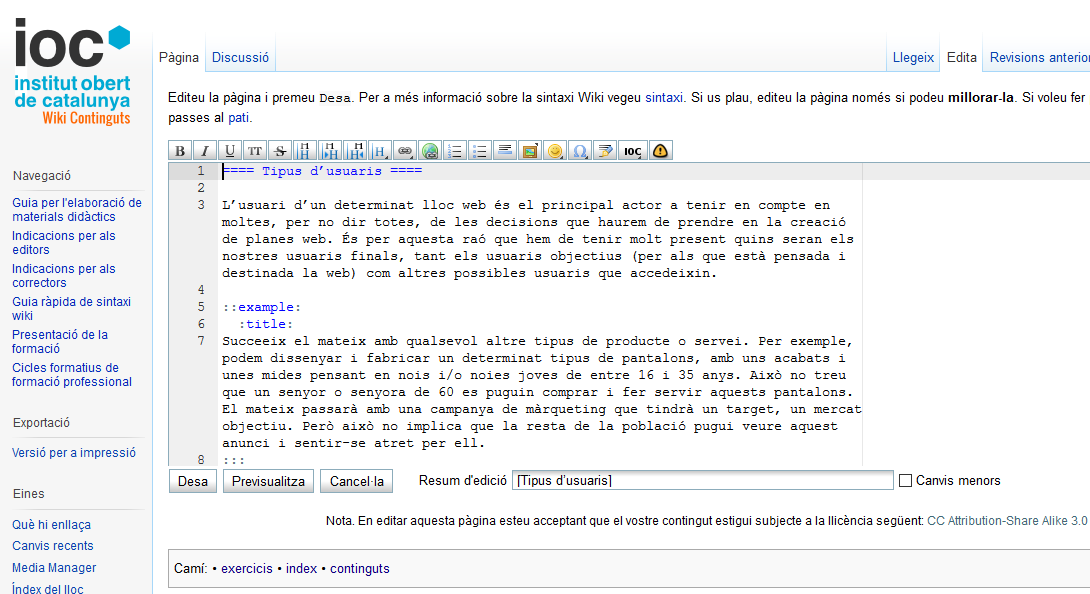 ioc
institut obert
de catalunya
Wiki Continguts
Pàgina Discussió Llegeix Edita Revisions anterior
Editeu la pàgina i premeu Desa. Per a més informació sobre la sintaxi Wiki vegeu sintaxi. Si us plau, editeu la pàgina només si podeu millorar-la. Si voleu fer
passes al pati.
B I U TT S H H H H H H H Ω IOC
Navegació
Guia per l'elaboració de
materials didàctics
Indicacions per als
editors
Indicacions per als
correctors
Guia ràpida de sintaxi
wiki
Presentació de la
formació
Cicles formatius de
formació professional
Exportació
Versió per a impressió
Eines
Què hi enllaça
Canvis recents
Media Manager
Índex del lloc
1 ==== Tipus d’usuaris ====
2
3 L’usuari d’un determinat lloc web és el principal actor a tenir en compte en
moltes, per no dir totes, de les decisions que haurem de prendre en la creació
de planes web. És per aquesta raó que hem de tenir molt present quins seran els
nostres usuaris finals, tant els usuaris objectius (per als que està pensada i
destinada la web) com altres possibles usuaris que accedeixin.
4
5 ::example:
6 :title:
7 Succeeix el mateix amb qualsevol altre tipus de producte o servei. Per exemple,
podem dissenyar i fabricar un determinat tipus de pantalons, amb uns acabats i
unes mides pensant en nois i/o noies joves de entre 16 i 35 anys. Això no treu
que un senyor o senyora de 60 es puguin comprar i fer servir aquests pantalons.
El mateix passarà amb una campanya de màrqueting que tindrà un target, un mercat
objectiu. Però això no implica que la resta de la població pugui veure aquest
anunci i sentir-se atret per ell.
8 :::
Desa Previsualitza Cancel·la Resum d'edició [Tipus d'usuaris] Canvis menors
Nota. En editar aquesta pàgina esteu acceptant que el vostre contingut estigui subjecte a la llicència següent: CC Attribution-Share Alike 3.0
Camí: • exercicis • index • continguts